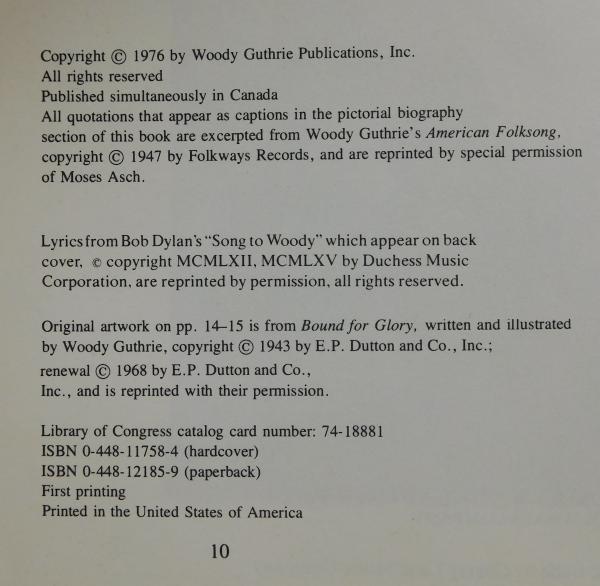 Copyright © 1976 by Woody Guthrie Publications, Inc.
All rights reserved
Published simultaneously in Canada
All quotations that appear as captions in the pictorial biography
section of this book are excerpted from Woody Guthrie's American Folksong,
copyright © 1947 by Folkways Records, and are reprinted by special permission
of Moses Asch.
Lyrics from Bob Dylan's "Song to Woody" which appear on back
cover, © copyright MCMLXII, MCMLXV by Duchess Music
Corporation, are reprinted by permission, all rights reserved.
Original artwork on pp. 14–15 is from Bound for Glory, written and illustrated
by Woody Guthrie, copyright © 1943 by E.P. Dutton and Co., Inc.;
renewal © 1968 by E.P. Dutton and Co.,
Inc., and is reprinted with their permission.
Library of Congress catalog card number: 74-18881
ISBN 0-448-11758-4 (hardcover)
ISBN 0-448-12185-9 (paperback)
First printing
Printed in the United States of America
10